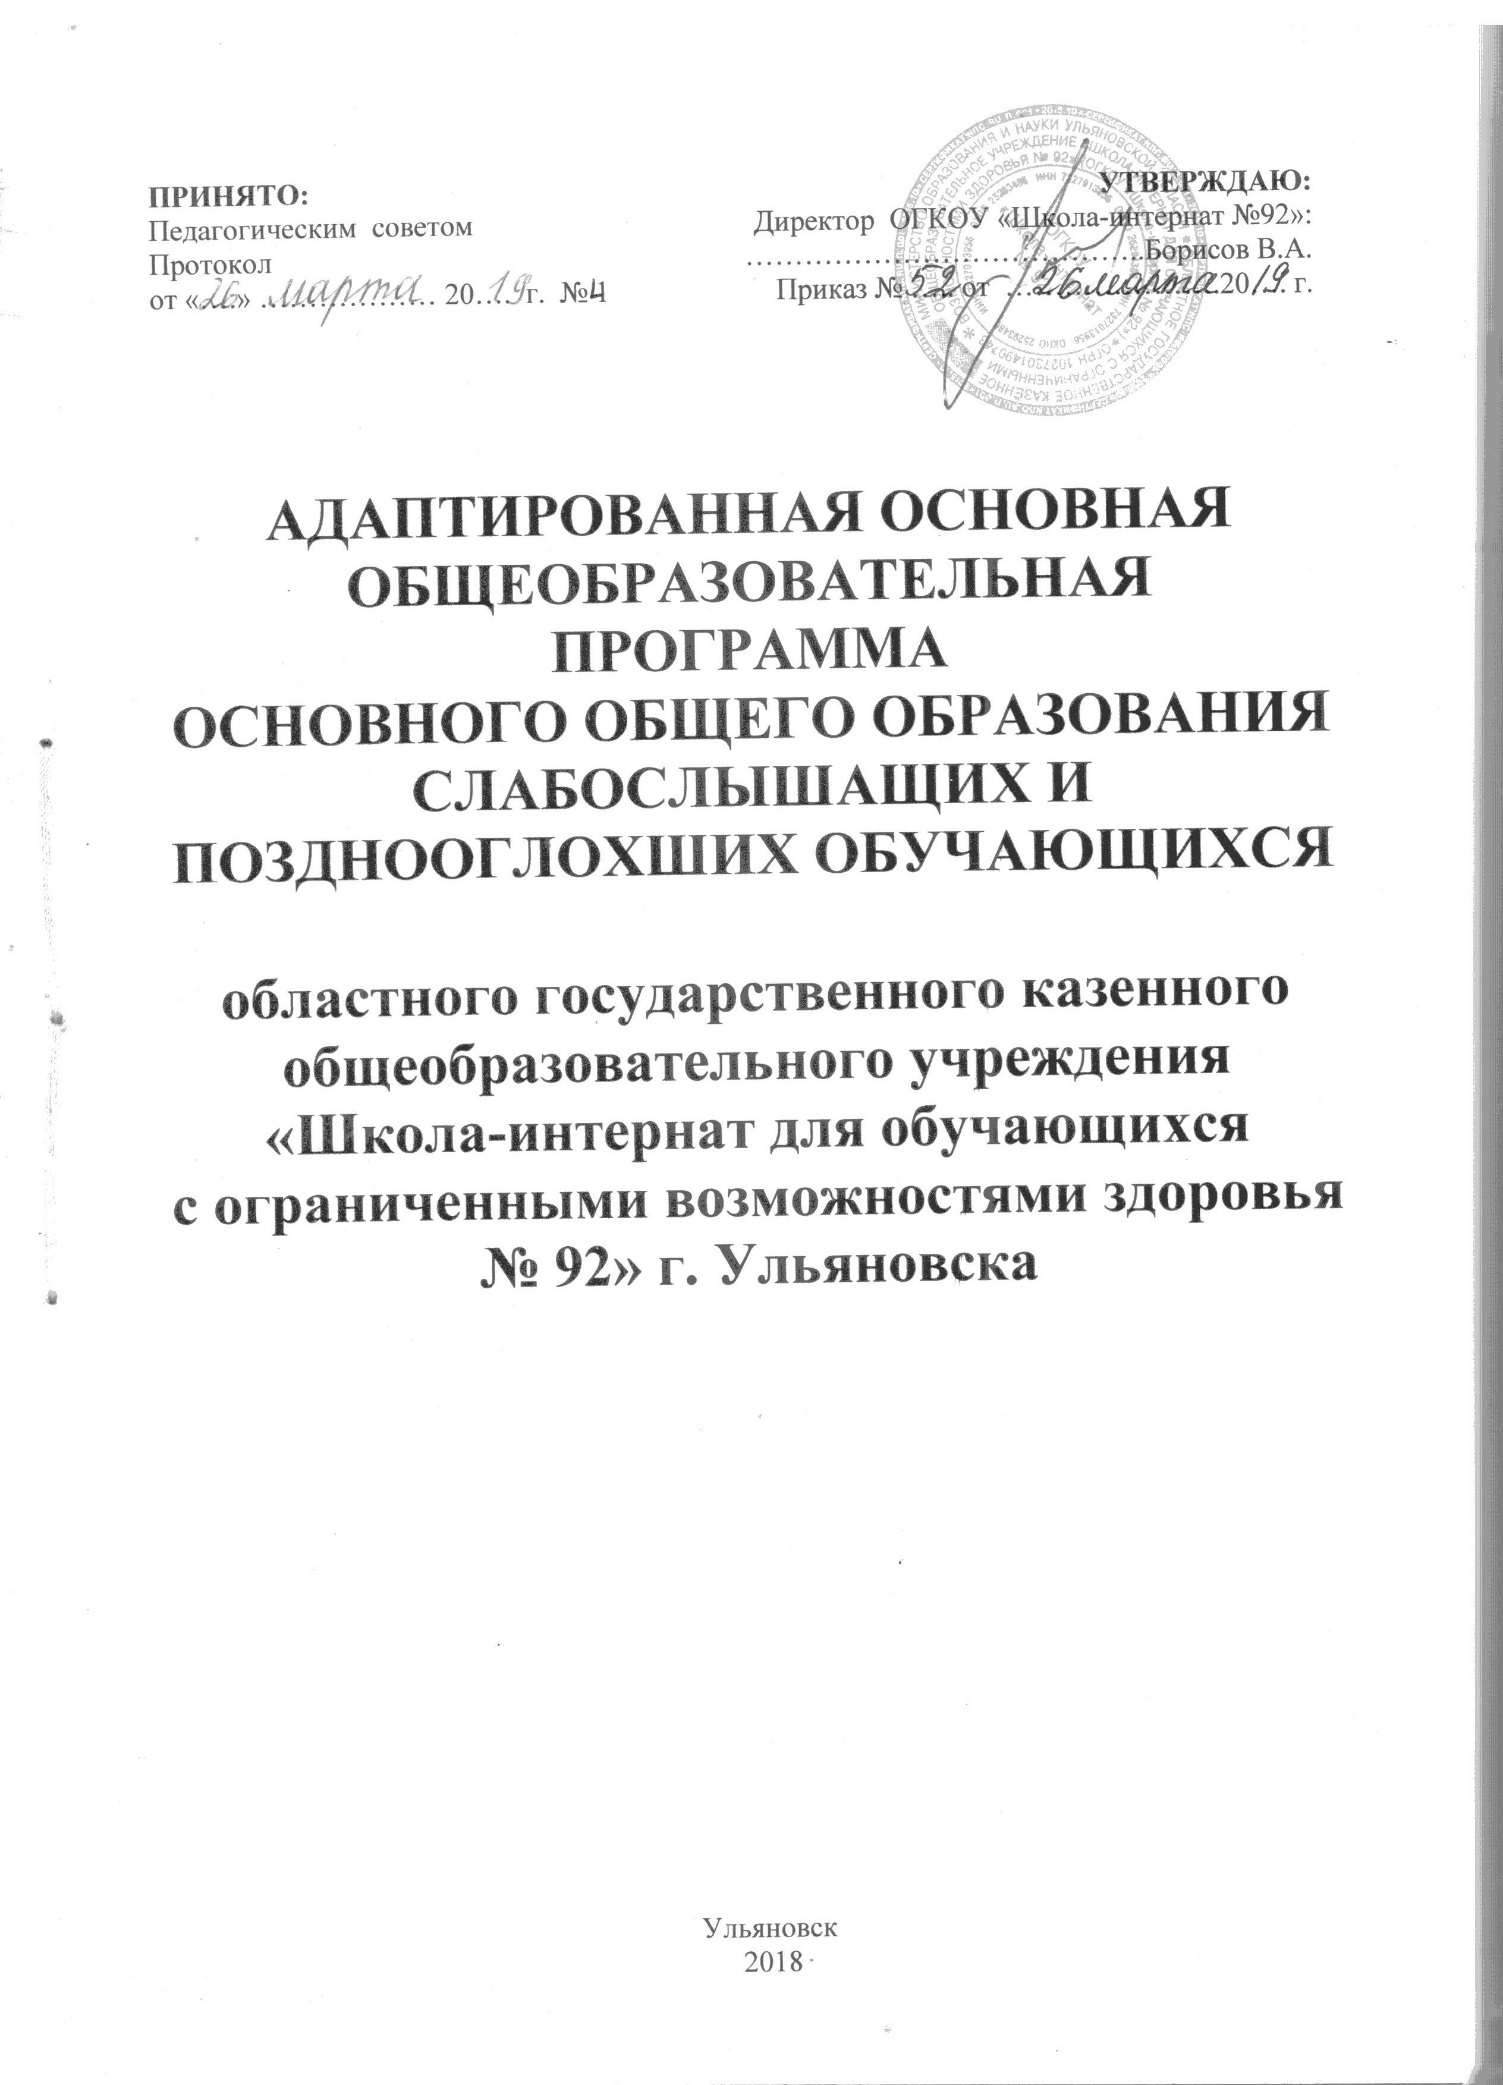 ПРИНЯТО:
Педагогическим советом
Протокол
от «26» марта 2019г. №4
УТВЕРЖДАЮ:
Директор ОГКОУ «Школа-интернат №92»:
……………………………………Борисов В.А.
Приказ № 52 от 26 марта 2019 г.
АДАПТИРОВАННАЯ ОСНОВНАЯ
ОБЩЕОБРАЗОВАТЕЛЬНАЯ
ПРОГРАММА
ОСНОВНОГО ОБЩЕГО ОБРАЗОВАНИЯ
СЛАБОСЛЫШАЩИХ И
ПОЗДНООГЛОХШИХ ОБУЧАЮЩИХСЯ
областного государственного казенного
общеобразовательного учреждения
«Школа-интернат для обучающихся
с ограниченными возможностями здоровья
№ 92» г. Ульяновска
Ульяновск
2018